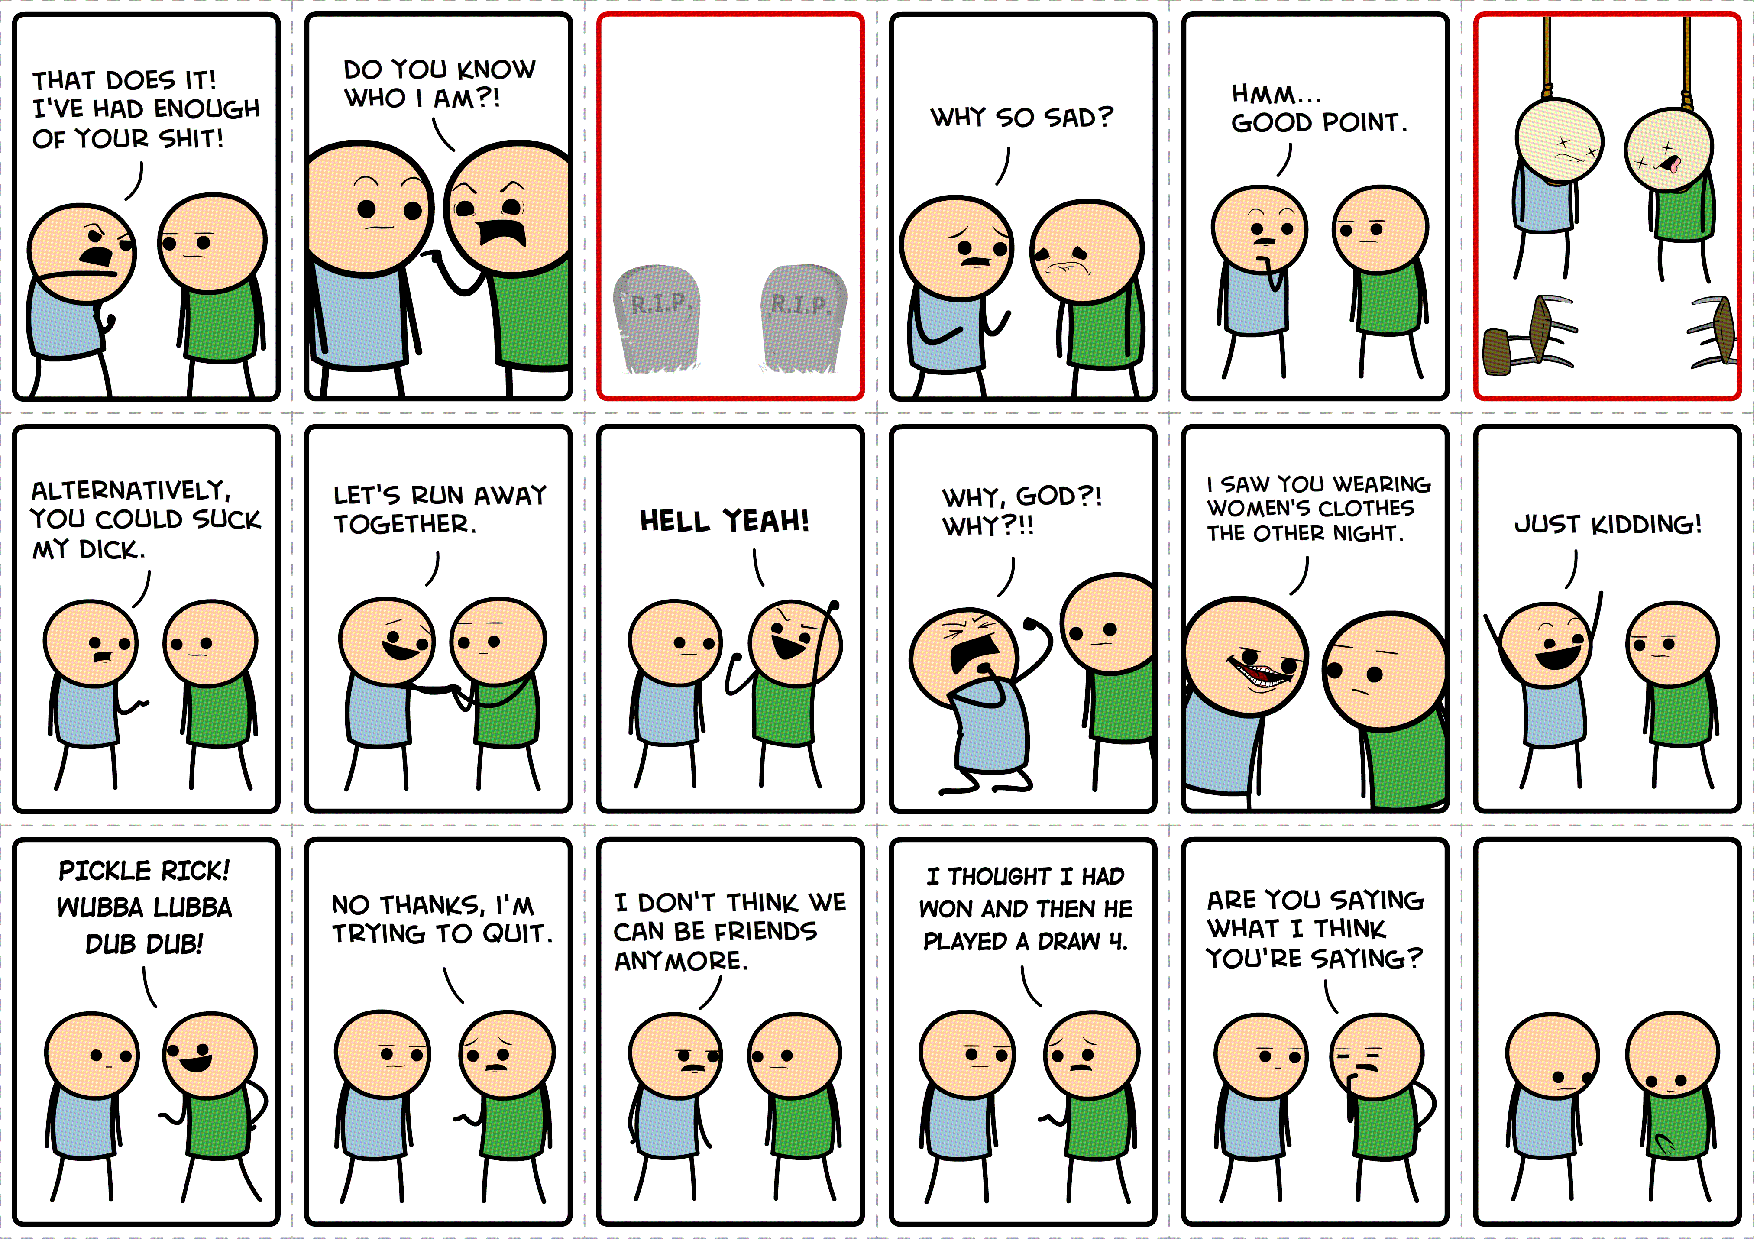 THAT DOES IT!
I'VE HAD ENOUGH
OF YOUR SHIT!
DO YOU KNOW
WHO I AM?!
R.I.P.
R.I.P.
WHY SO SAD?
HMM...
GOOD POINT.
ALTERNATIVELY,
YOU COULD SUCK
MY DICK.
LET'S RUN AWAY
TOGETHER.
HELL YEAH!
WHY, GOD?!
WHY?!!
I SAW YOU WEARING
WOMEN'S CLOTHES
THE OTHER NIGHT.
JUST KIDDING!
PICKLE RICK!
WUBBA LUBBA
DUB DUB!
NO THANKS, I'M
TRYING TO QUIT.
I DON'T THINK WE
CAN BE FRIENDS
ANYMORE.
I THOUGHT I HAD
WON AND THEN HE
PLAYED A DRAW 4.
ARE YOU SAYING
WHAT I THINK
YOU'RE SAYING?